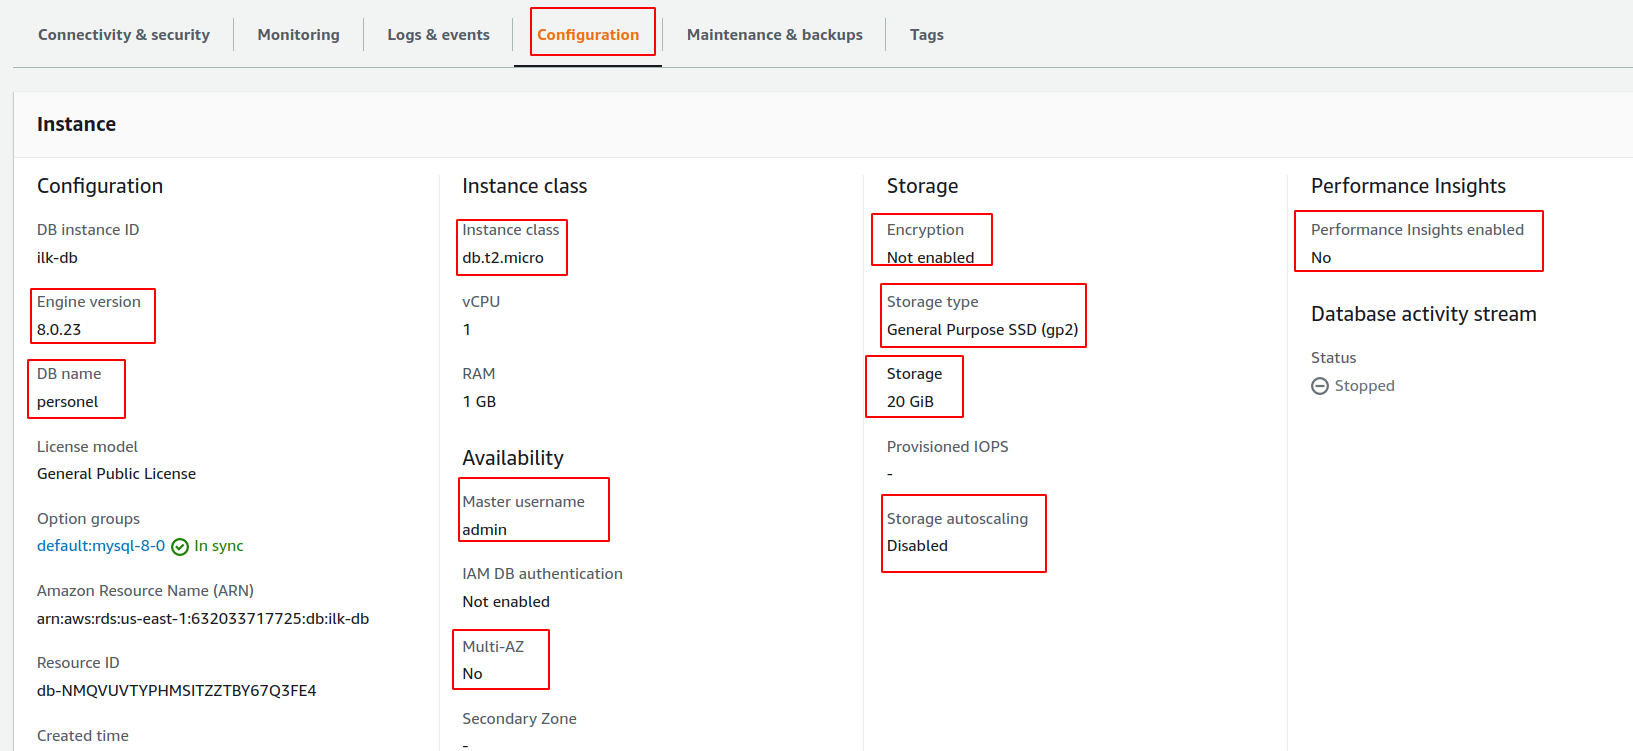 Connectivity & security
Monitoring
Logs & events
Configuration
Maintenance & backups
Tags
Instance
Configuration
DB instance ID
ilk-db
Engine version
8.0.23
DB name
personel
License model
General Public License
Option groups
default:mysql-8-0 In sync
Amazon Resource Name (ARN)
arn:aws:rds:us-east-1:632033717725:db:ilk-db
Resource ID
db-NMQVUVTYPHMSITZZTBY67Q3FE4
Created time
Instance class
Instance class
db.t2.micro
vCPU
1
RAM
1 GB
Availability
Master username
admin
IAM DB authentication
Not enabled
Multi-AZ
No
Secondary Zone
-
Storage
Encryption
Not enabled
Storage type
General Purpose SSD (gp2)
Storage
20 GiB
Provisioned IOPS
-
Storage autoscaling
Disabled
Performance Insights
Performance Insights enabled
No
Database activity stream
Status
Stopped